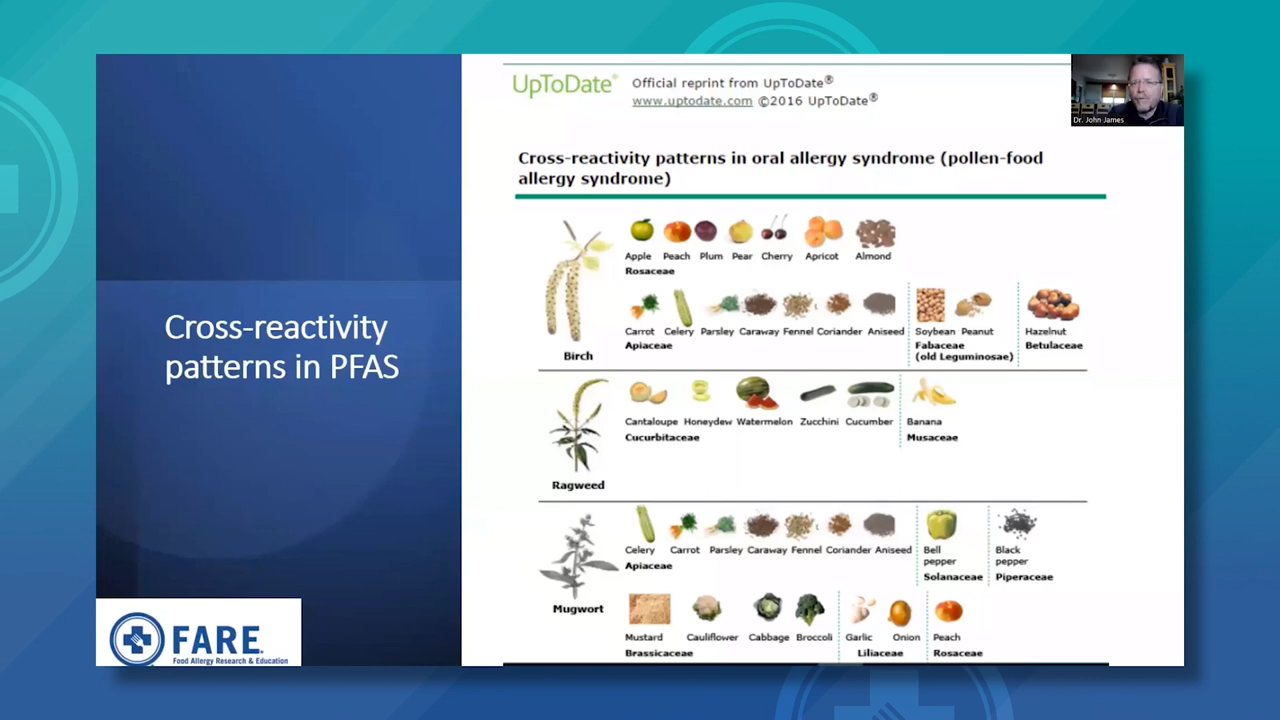 UpToDate®
Official reprint from UpToDate®
www.uptodate.com ©2016 UpToDate®
Dr. John James
Cross-reactivity patterns in oral allergy syndrome (pollen-food
allergy syndrome)
Cross-reactivity
patterns in PFAS
Apple Peach Plum Pear Cherry Apricot Almond
Rosaceae
Carrot Celery Parsley Caraway Fennel Coriander Aniseed Soybean Peanut Hazelnut
Apiaceae Fabaceae Betulaceae
(old Leguminosae)
Birch
Cantaloupe Honeydew Watermelon Zucchini Cucumber Banana
Cucurbitaceae Musaceae
Ragweed
Celery Carrot Parsley Caraway Fennel Coriander Aniseed Bell Black
pepper pepper
Apiaceae Solanaceae Piperaceae
Mugwort
Mustard Cauliflower Cabbage Broccoli Garlic Onion Peach
Brassicaceae Liliaceae Rosaceae
FARE.
Food Allergy Research & Education